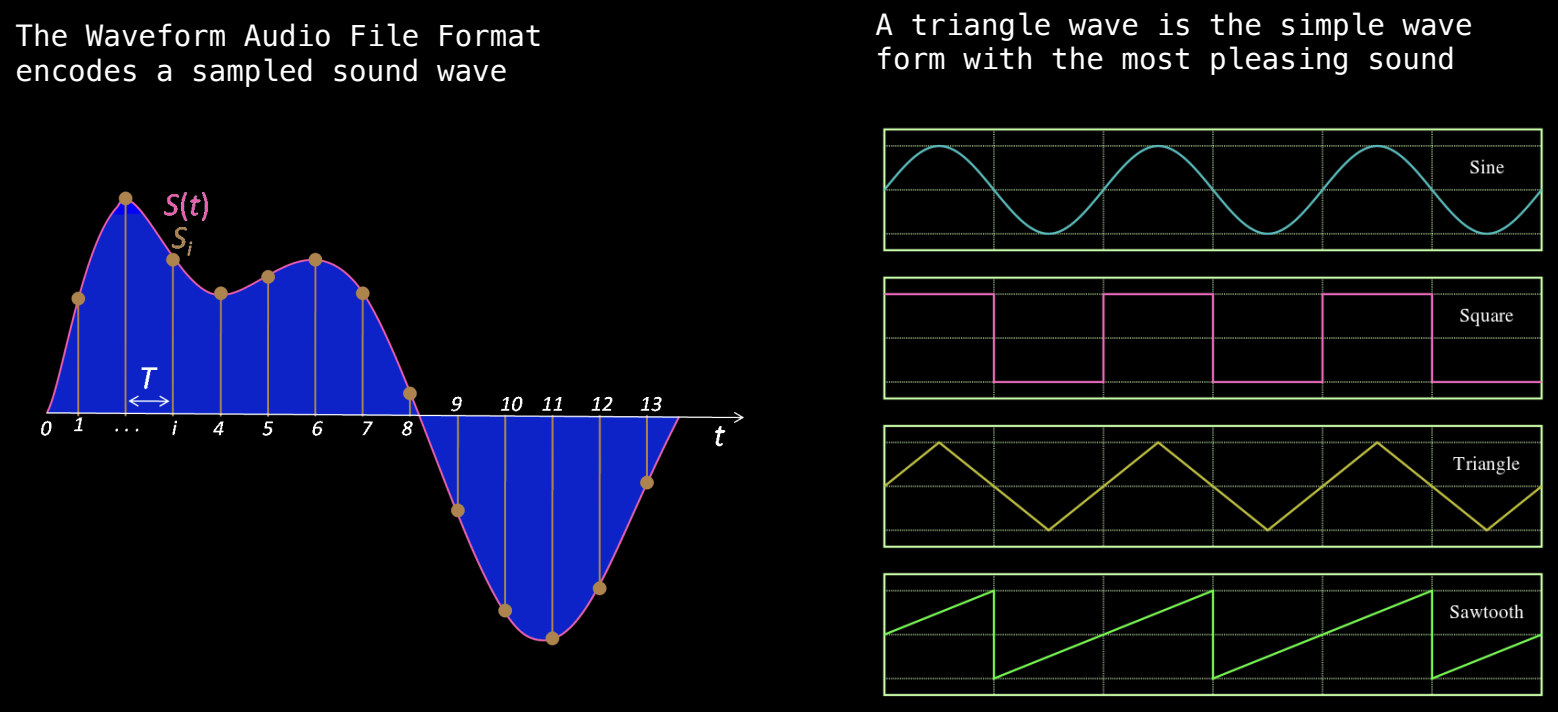 The Waveform Audio File Format
encodes a sampled sound wave
S(t)
Si
T
0 1 ... i 4 5 6 7 8
9 10 11 12 13
t
A triangle wave is the simple wave
form with the most pleasing sound
Sine
Square
Triangle
Sawtooth